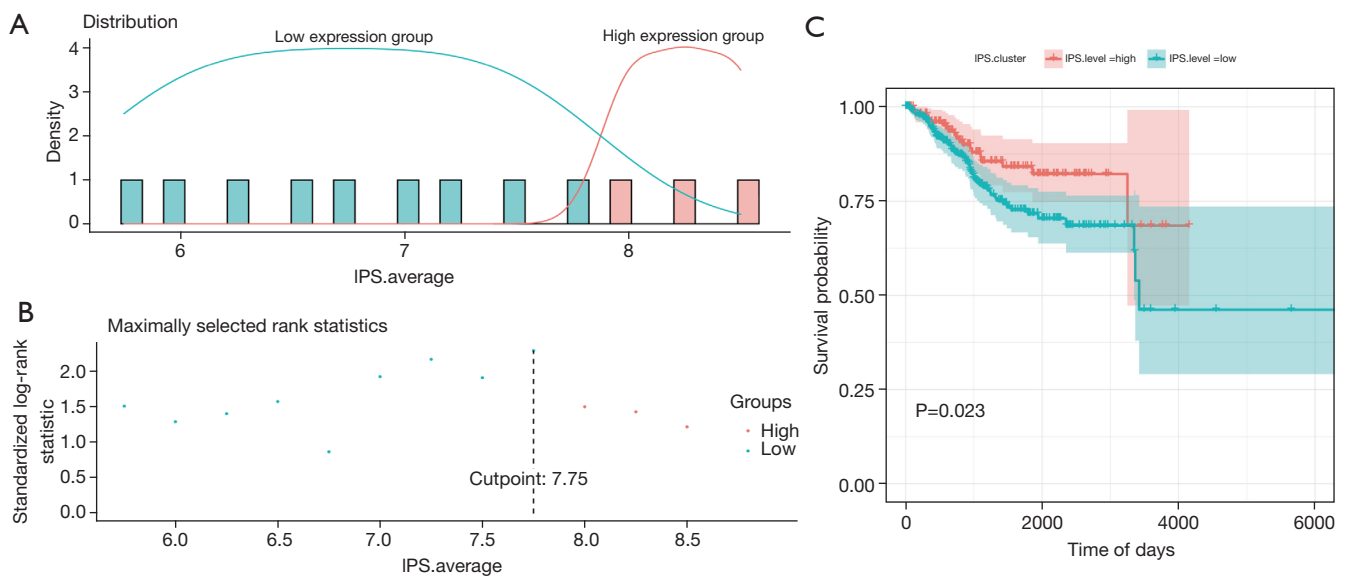 A
Distribution
Low expression group
High expression group
4
3
2
1
0
Density
6
7
8
IPS.average
B
Maximally selected rank statistics
2.0
1.5
1.0
0.5
0.0
Standardized log-rank
statistic
Cutpoint: 7.75
Groups
High
Low
6.0
6.5
7.0
7.5
8.0
8.5
IPS.average
C
IPS.cluster
IPS.level =high
IPS.level =low
1.00
0.75
0.50
0.25
0.00
Survival probability
P=0.023
0
2000
4000
6000
Time of days